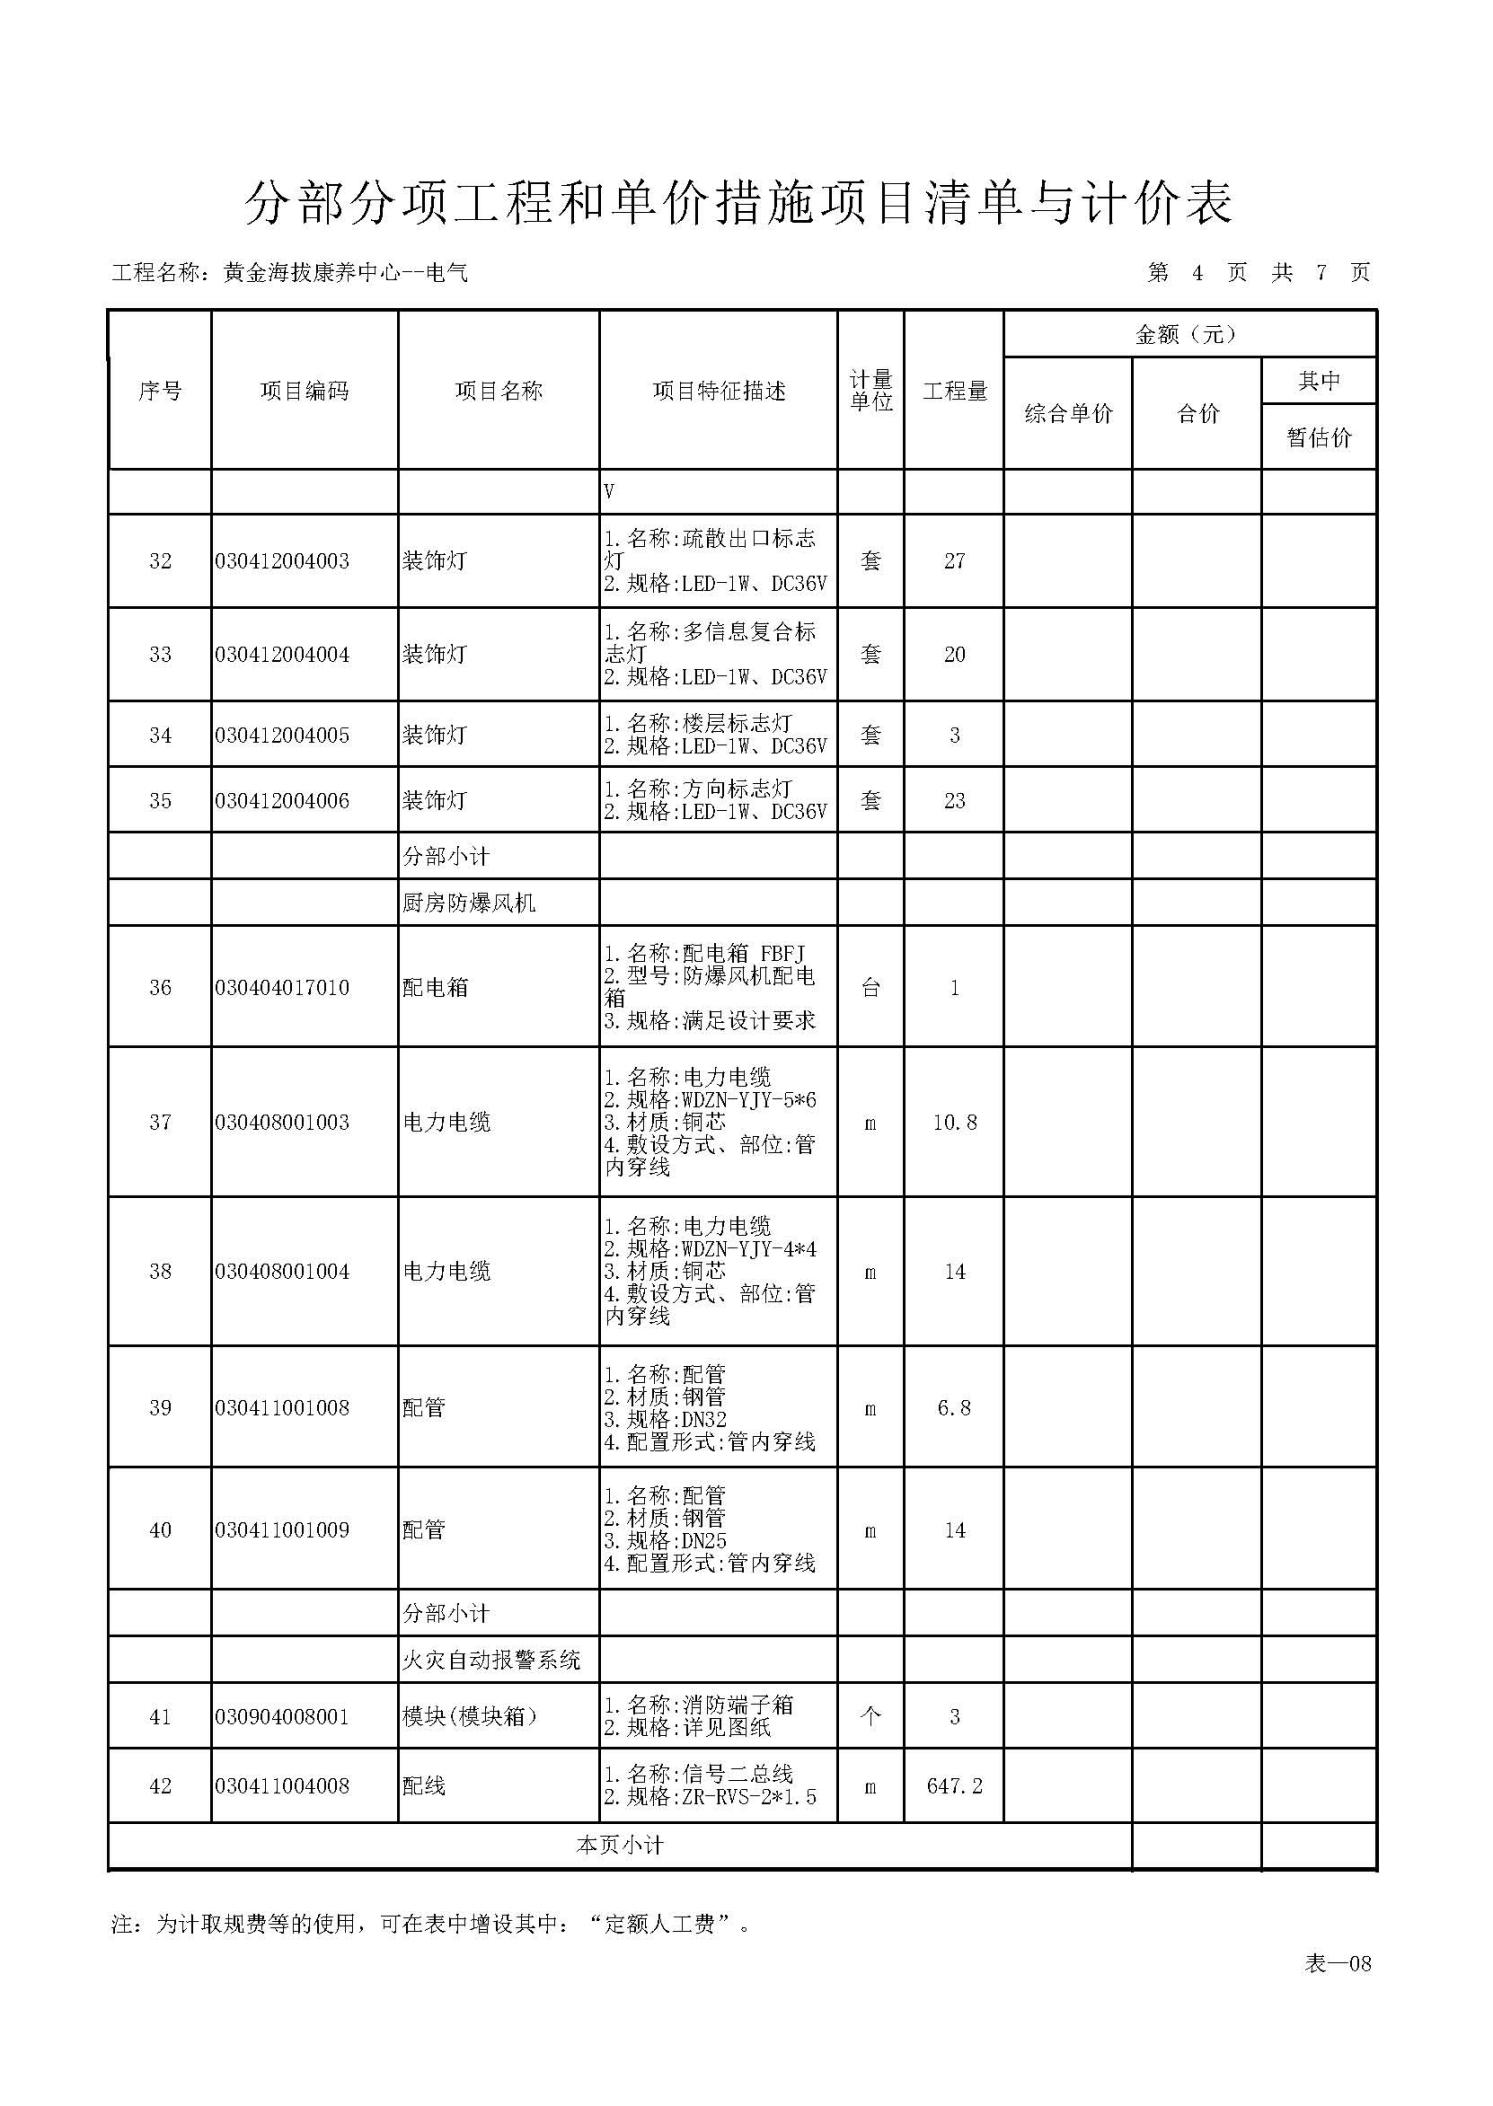 分部分项工程和单价措施项目清单与计价表
工程名称：黄金海拔康养中心--电气 第 4 页 共 7 页
序号 项目编码 项目名称 项目特征描述 计量单位 工程量 金额（元）
综合单价 合价 其中
暂估价
V
32 030412004003 装饰灯 1.名称:疏散出口标志
灯
2.规格:LED-1W、DC36V 套 27
33 030412004004 装饰灯 1.名称:多信息复合标
志灯
2.规格:LED-1W、DC36V 套 20
34 030412004005 装饰灯 1.名称:楼层标志灯
2.规格:LED-1W、DC36V 套 3
35 030412004006 装饰灯 1.名称:方向标志灯
2.规格:LED-1W、DC36V 套 23
分部小计
厨房防爆风机
36 030404017010 配电箱 1.名称:配电箱 FBFJ
2.型号:防爆风机配电
箱
3.规格:满足设计要求 台 1
37 030408001003 电力电缆 1.名称:电力电缆
2.规格:WDZN-YJY-5*6
3.材质:铜芯
4.敷设方式、部位:管
内穿线 m 10.8
38 030408001004 电力电缆 1.名称:电力电缆
2.规格:WDZN-YJY-4*4
3.材质:铜芯
4.敷设方式、部位:管
内穿线 m 14
39 030411001008 配管 1.名称:配管
2.材质:钢管
3.规格:DN32
4.配置形式:管内穿线 m 6.8
40 030411001009 配管 1.名称:配管
2.材质:钢管
3.规格:DN25
4.配置形式:管内穿线 m 14
分部小计
火灾自动报警系统
41 030904008001 模块(模块箱） 1.名称:消防端子箱
2.规格:详见图纸 个 3
42 030411004008 配线 1.名称:信号二总线
2.规格:ZR-RVS-2*1.5 m 647.2
本页小计
注：为计取规费等的使用，可在表中增设其中：“定额人工费”。
表—08